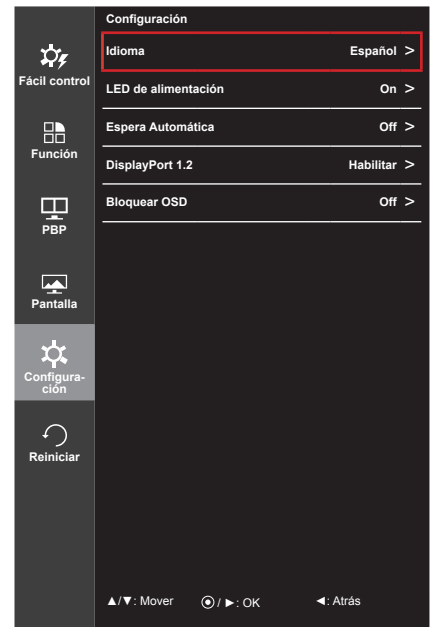 Configuración
Idioma Español >
LED de alimentación On >
Espera Automática Off >
DisplayPort 1.2 Habilitar >
Bloquear OSD Off >
Fácil control
Función
PBP
Pantalla
Configura-
ción
Reiniciar
▲/▼: Mover ⦿ / ►: OK ◄: Atrás